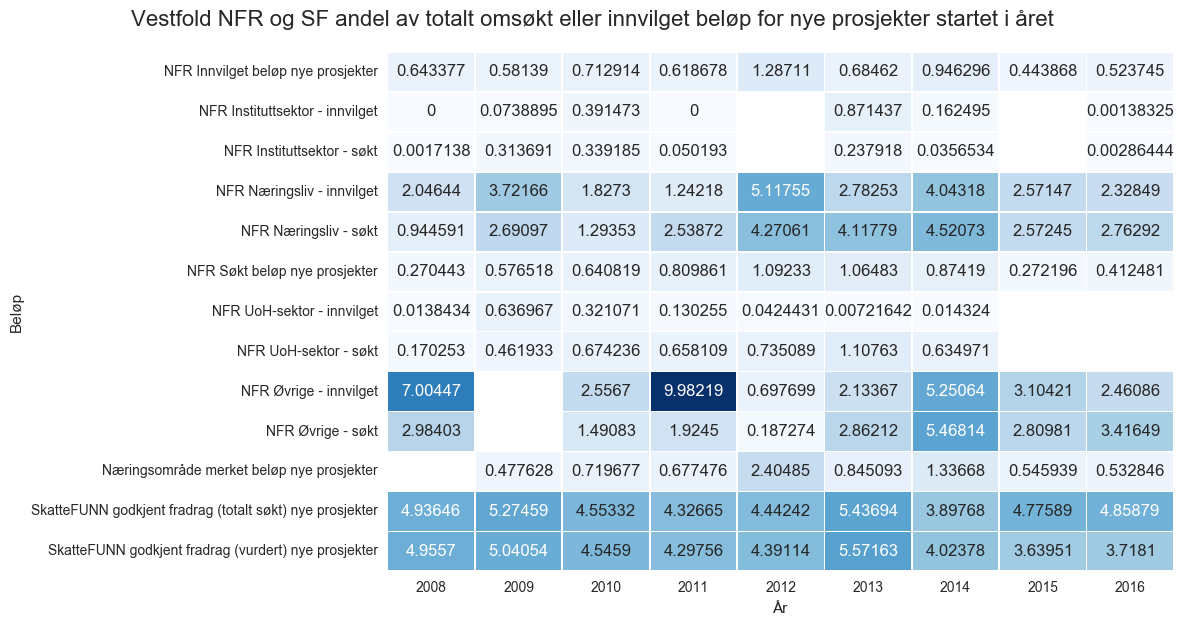 Vestfold NFR og SF andel av totalt omsøkt eller innvilget beløp for nye prosjekter startet i året
NFR Innvilget beløp nye prosjekter 0.643377 0.58139 0.712914 0.618678 1.28711 0.68462 0.946296 0.443868 0.523745
NFR Instituttsektor - innvilget 0 0.0738895 0.391473 0 0.871437 0.162495 0.00138325
NFR Instituttsektor - søkt 0.0017138 0.313691 0.339185 0.050193 0.237918 0.0356534 0.00286444
NFR Næringsliv - innvilget 2.04644 3.72166 1.8273 1.24218 5.11755 2.78253 4.04318 2.57147 2.32849
NFR Næringsliv - søkt 0.944591 2.69097 1.29353 2.53872 4.27061 4.11779 4.52073 2.57245 2.76292
NFR Søkt beløp nye prosjekter 0.270443 0.576518 0.640819 0.809861 1.09233 1.06483 0.87419 0.272196 0.412481
NFR UoH-sektor - innvilget 0.0138434 0.636967 0.321071 0.130255 0.0424431 0.00721642 0.014324
NFR UoH-sektor - søkt 0.170253 0.461933 0.674236 0.658109 0.735089 1.10763 0.634971
NFR Øvrige - innvilget 7.00447 2.5567 9.98219 0.697699 2.13367 5.25064 3.10421 2.46086
NFR Øvrige - søkt 2.98403 1.49083 1.9245 0.187274 2.86212 5.46814 2.80981 3.41649
Næringsområde merket beløp nye prosjekter 0.477628 0.719677 0.677476 2.40485 0.845093 1.33668 0.545939 0.532846
SkatteFUNN godkjent fradrag (totalt søkt) nye prosjekter 4.93646 5.27459 4.55332 4.32665 4.44242 5.43694 3.89768 4.77589 4.85879
SkatteFUNN godkjent fradrag (vurdert) nye prosjekter 4.9557 5.04054 4.5459 4.29756 4.39114 5.57163 4.02378 3.63951 3.7181
2008 2009 2010 2011 2012 2013 2014 2015 2016
År
Beløp